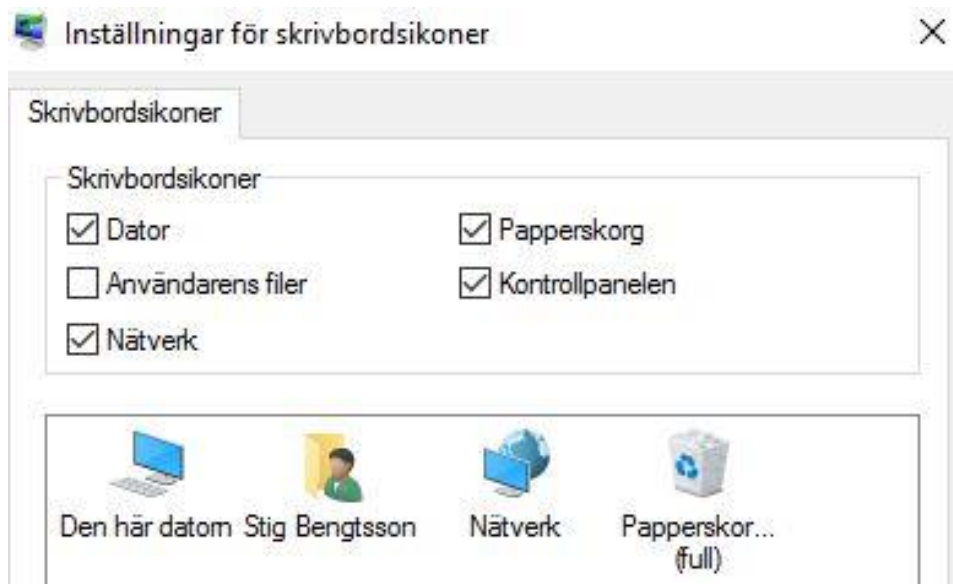 Inställningar för skrivbordsikoner
Skrivbordsikoner
Skrivbordsikoner
Dator
Papperskorg
Användarens filer
Kontrollpanelen
Nätverk
Den här datorn
Stig Bengtsson
Nätverk
Papperskor...
(full)